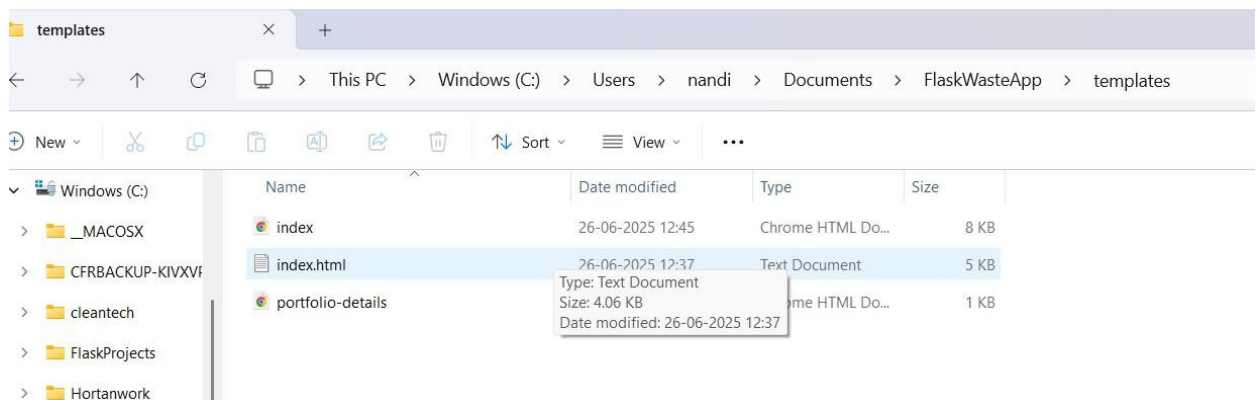 templates
This PC > Windows (C:) > Users > nandi > Documents > FlaskWasteApp > templates
New Sort View ...
Windows (C:)
__MACOSX
CFRBACKUP-KIVXVF
cleantech
FlaskProjects
Hortanwork
Name Date modified Type Size
index 26-06-2025 12:45 Chrome HTML Do... 8 KB
index.html 26-06-2025 12:37 Text Document 5 KB
portfolio-details ome HTML Do... 1 KB
Type: Text Document
Size: 4.06 KB
Date modified: 26-06-2025 12:37